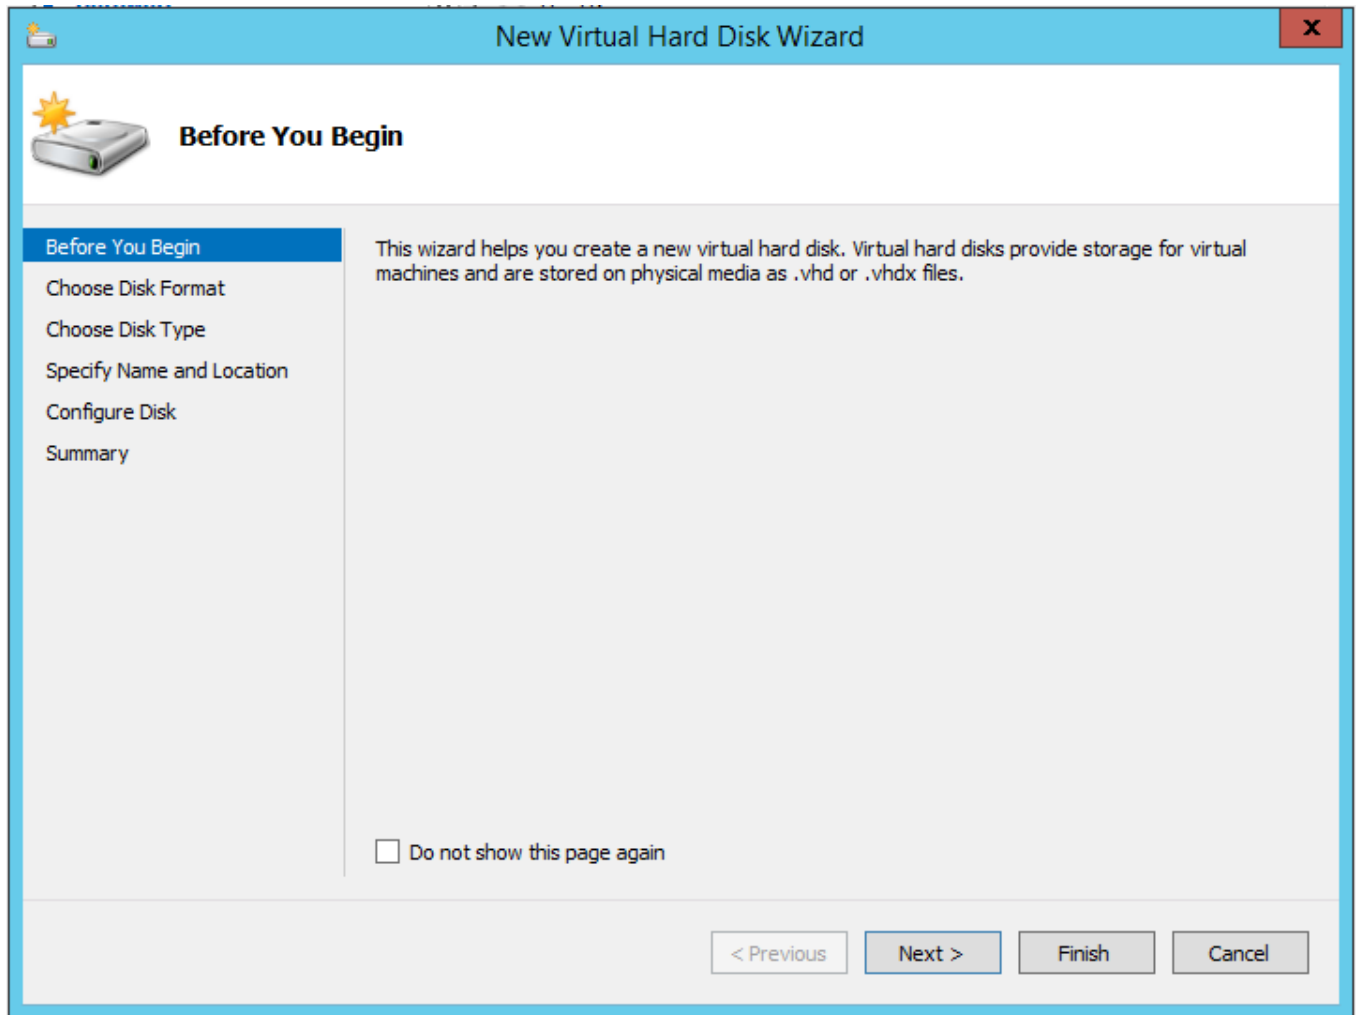 New Virtual Hard Disk Wizard
X
Before You Begin
Before You Begin
Choose Disk Format
Choose Disk Type
Specify Name and Location
Configure Disk
Summary
This wizard helps you create a new virtual hard disk. Virtual hard disks provide storage for virtual
machines and are stored on physical media as .vhd or .vhdx files.
Do not show this page again
< Previous
Next >
Finish
Cancel